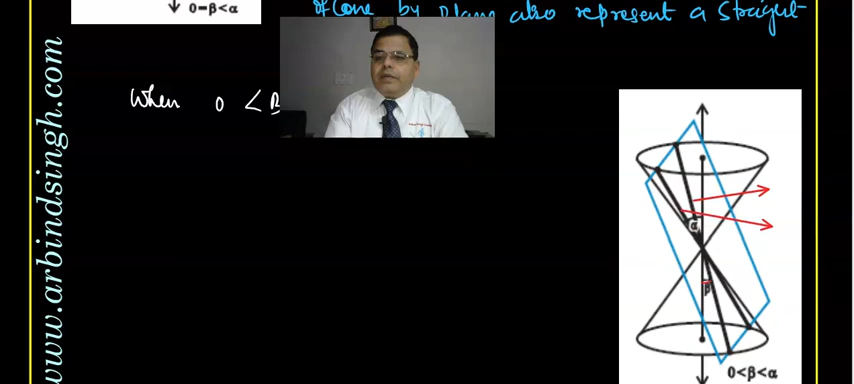 0=β<α
of Cone by Plane also represent a straight-
When 0 <
α
β
0<β<α
www.arbindsingh.com